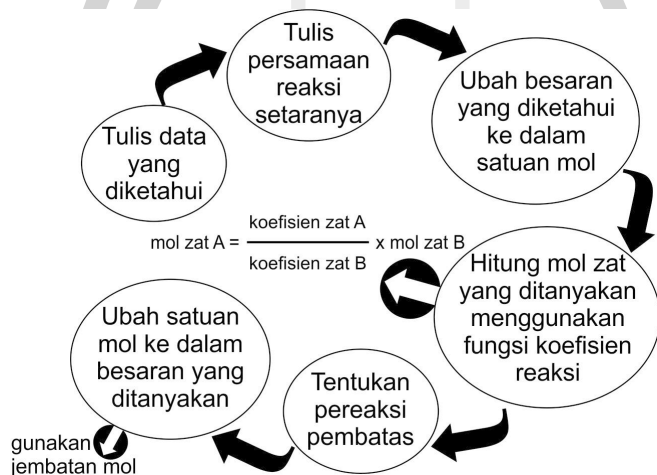 Tulis data
yang
diketahui
Tulis
persamaan
reaksi
setaranya
Ubah besaran
yang diketahui
ke dalam
satuan mol
Hitung mol zat
yang ditanyakan
menggunakan
fungsi koefisien
reaksi
mol zat A = koefisien zat A / koefisien zat B x mol zat B
Tentukan
pereaksi
pembatas
Ubah satuan
mol ke dalam
besaran yang
ditanyakan
gunakan
jembatan mol